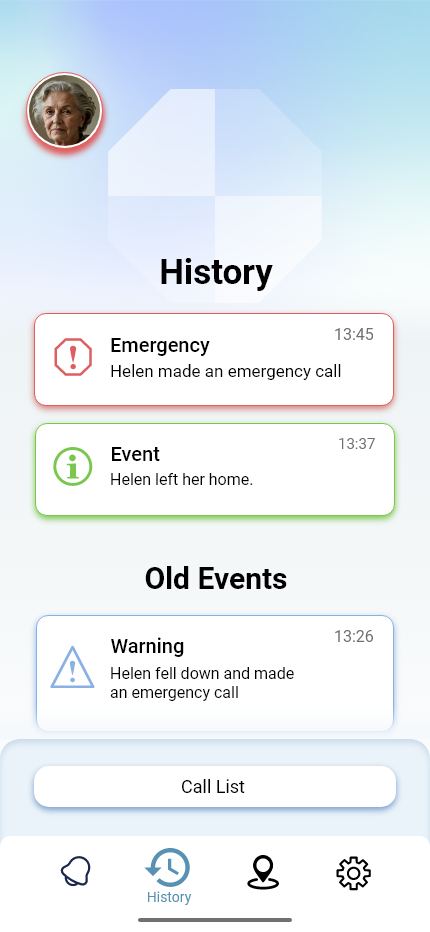 History
13:45
Emergency
Helen made an emergency call
13:37
Event
Helen left her home.
Old Events
13:26
Warning
Helen fell down and made
an emergency call
Call List
History